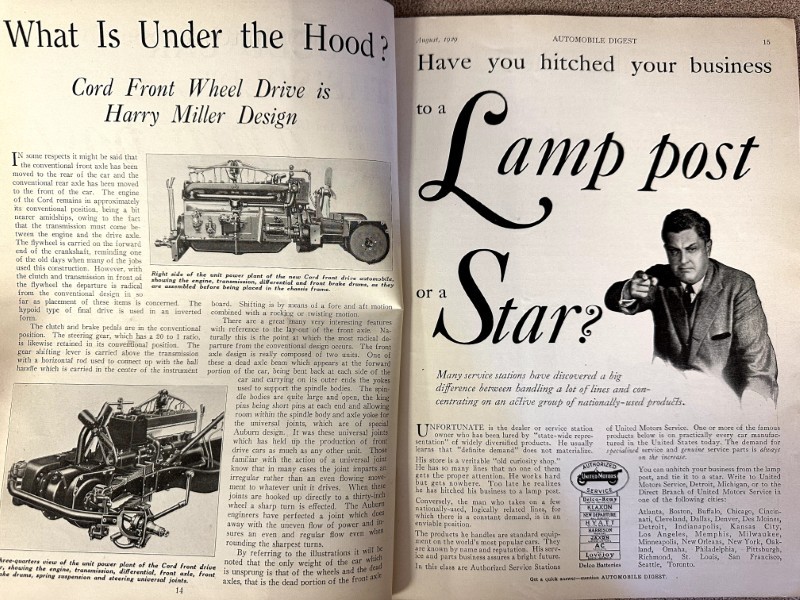 What Is Under the Hood?
Cord Front Wheel Drive is
Harry Miller Design
IN some respects it might be said that
the conventional front axle has been
moved to the rear of the car and the
conventional rear axle has been moved
to the front of the car. The engine
of the Cord remains in approximately
its conventional position, being a bit
nearer amidships, owing to the fact
that the transmission must come be-
tween the engine and the drive axle.
The flywheel is carried on the forward
end of the crankshaft, reminding one
of the old days when many of the jobs
used this construction. However, with
the clutch and transmission in front of
the flywheel the departure is radical
from the conventional design in so
far as placement of these items is concerned. The
hypoid type of final drive is used in an inverted
form.
The clutch and brake pedals are in the conventional
position. The steering gear, which has a 20 to 1 ratio,
is likewise retained in its conventional position. The
gear shifting lever is carried above the transmission
with a horizontal rod used to connect up with the ball
handle which is carried in the center of the instrument
Right side of the unit power plant of the new Cord front drive automobile,
showing the engine, transmission, differential and front brake drums, as they
are assembled before being placed in the chassis frame.
board. Shifting is by means of a fore and aft motion
combined with a rocking or twisting motion.
There are a great many very interesting features
with reference to the lay-out of the front axle. Na-
turally this is the point at which the most radical de-
parture from the conventional design occurs. The front
axle design is really composed of two units. One of
these a dead axle beam which appears at the forward
portion of the car, being bent back at each side of the
car and carrying on its outer ends the yokes
used to support the spindle bodies. The spin-
dle bodies are quite large and open, the king
pins being short pins at each end and allowing
room within the spindle body and axle yoke for
the universal joints, which are of special
Auburn design. It was these universal joints
which has held up the production of front
drive cars as much as any other unit. Those
familiar with the action of a universal joint
know that in many cases the joint imparts an
irregular rather than an even flowing move-
ment to whatever unit it drives. When these
joints are hooked up directly to a thirty-inch
wheel a sharp turn is effected. The Auburn
engineers have perfected a joint which does
away with the uneven flow of power and in-
sures an even and regular flow even when
rounding the sharpest turns.
By referring to the illustrations it will be
noted that the only weight of the car which
is unsprung is that of the wheels and the dead
axles, that is the dead portion of the front axle
three-quarters view of the unit power plant of the Cord front drive
showing the engine, transmission, differential, front axle, front
brake drums, spring suspension and steering universal joints.
14
August, 1929
AUTOMOBILE DIGEST
15
Have you hitched your business
to a
Lamp post
or a
Star?
Many service stations have discovered a big
difference between handling a lot of lines and con-
centrating on an active group of nationally-used products.
UNFORTUNATE is the dealer or service station
owner who has been lured by "state-wide repre-
sentation" of widely diversified products. He usually
learns that "definite demand" does not materialize.
His store is a veritable "old curiosity shop."
He has so many lines that no one of them
gets the proper attention. He works hard
but gets nowhere. Too late he realizes
he has hitched his business to a lamp post.
Conversely, the man who takes on a few
nationally-used, logically related lines, for
which there is a constant demand, is in an
enviable position.
The products he handles are standard equip-
ment on the world's most popular cars. They
are known by name and reputation. His serv-
ice and parts business assures a bright future.
In this class are Authorized Service Stations
of United Motors Service. One or more of the famous
products below is on practically every car manufac-
tured in the United States today. The demand for
specialized service and genuine service parts is always
on the increase.
AUTHORIZED
United Motors
SERVICE
Delco-Remy
KLAXON
NEW DEPARTURE
HYATT
HARRISON
JAXON
AC
Lovejoy
Delco Batteries
You can unhitch your business from the lamp
post, and tie it to a star. Write to United
Motors Service, Detroit, Michigan, or to the
Direct Branch of United Motors Service in
one of the following cities:
Atlanta, Boston, Buffalo, Chicago, Cincin-
nati, Cleveland, Dallas, Denver, Des Moines,
Detroit, Indianapolis, Kansas City,
Los Angeles, Memphis, Milwaukee,
Minneapolis, New Orleans, New York, Oak-
land, Omaha, Philadelphia, Pittsburgh,
Richmond, St. Louis, San Francisco,
Seattle, Toronto.
Get a quick answer—mention AUTOMOBILE DIGEST.